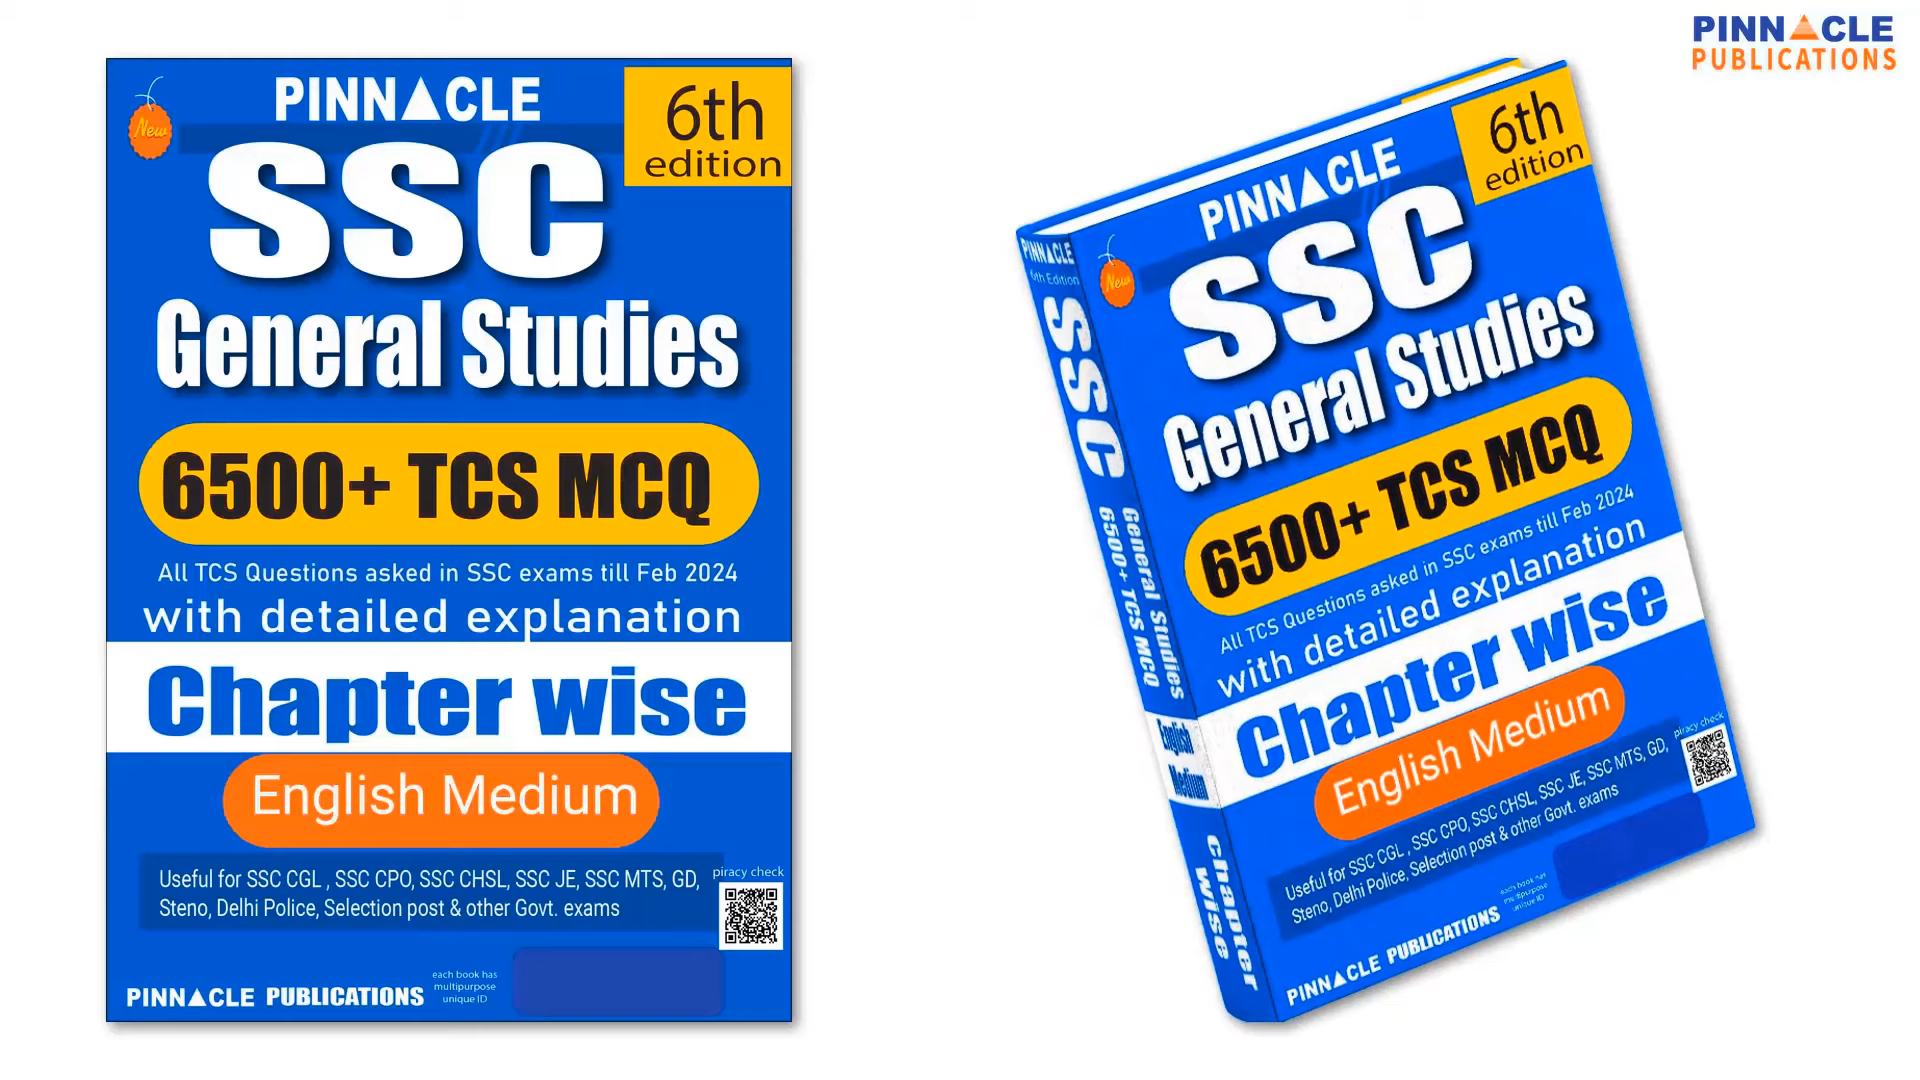 PINNACLE
PUBLICATIONS
New
PINNACLE
6th
edition
SSC
General Studies
6500+ TCS MCQ
All TCS Questions asked in SSC exams till Feb 2024
with detailed explanation
Chapter wise
English Medium
Useful for SSC CGL , SSC CPO, SSC CHSL, SSC JE, SSC MTS, GD,
Steno, Delhi Police, Selection post & other Govt. exams
piracy check
PINNACLE PUBLICATIONS
each book has
multipurpose
unique ID
PINNACLE
6th Edition
SSC
General Studies
6500+ TCS MCQ
English
Medium
Chapter
wise
New
PINNACLE
6th
edition
SSC
General Studies
6500+ TCS MCQ
All TCS Questions asked in SSC exams till Feb 2024
with detailed explanation
Chapter wise
English Medium
Useful for SSC CGL , SSC CPO, SSC CHSL, SSC JE, SSC MTS, GD,
Steno, Delhi Police, Selection post & other Govt. exams
piracy check
PINNACLE PUBLICATIONS
each book has
multipurpose
unique ID